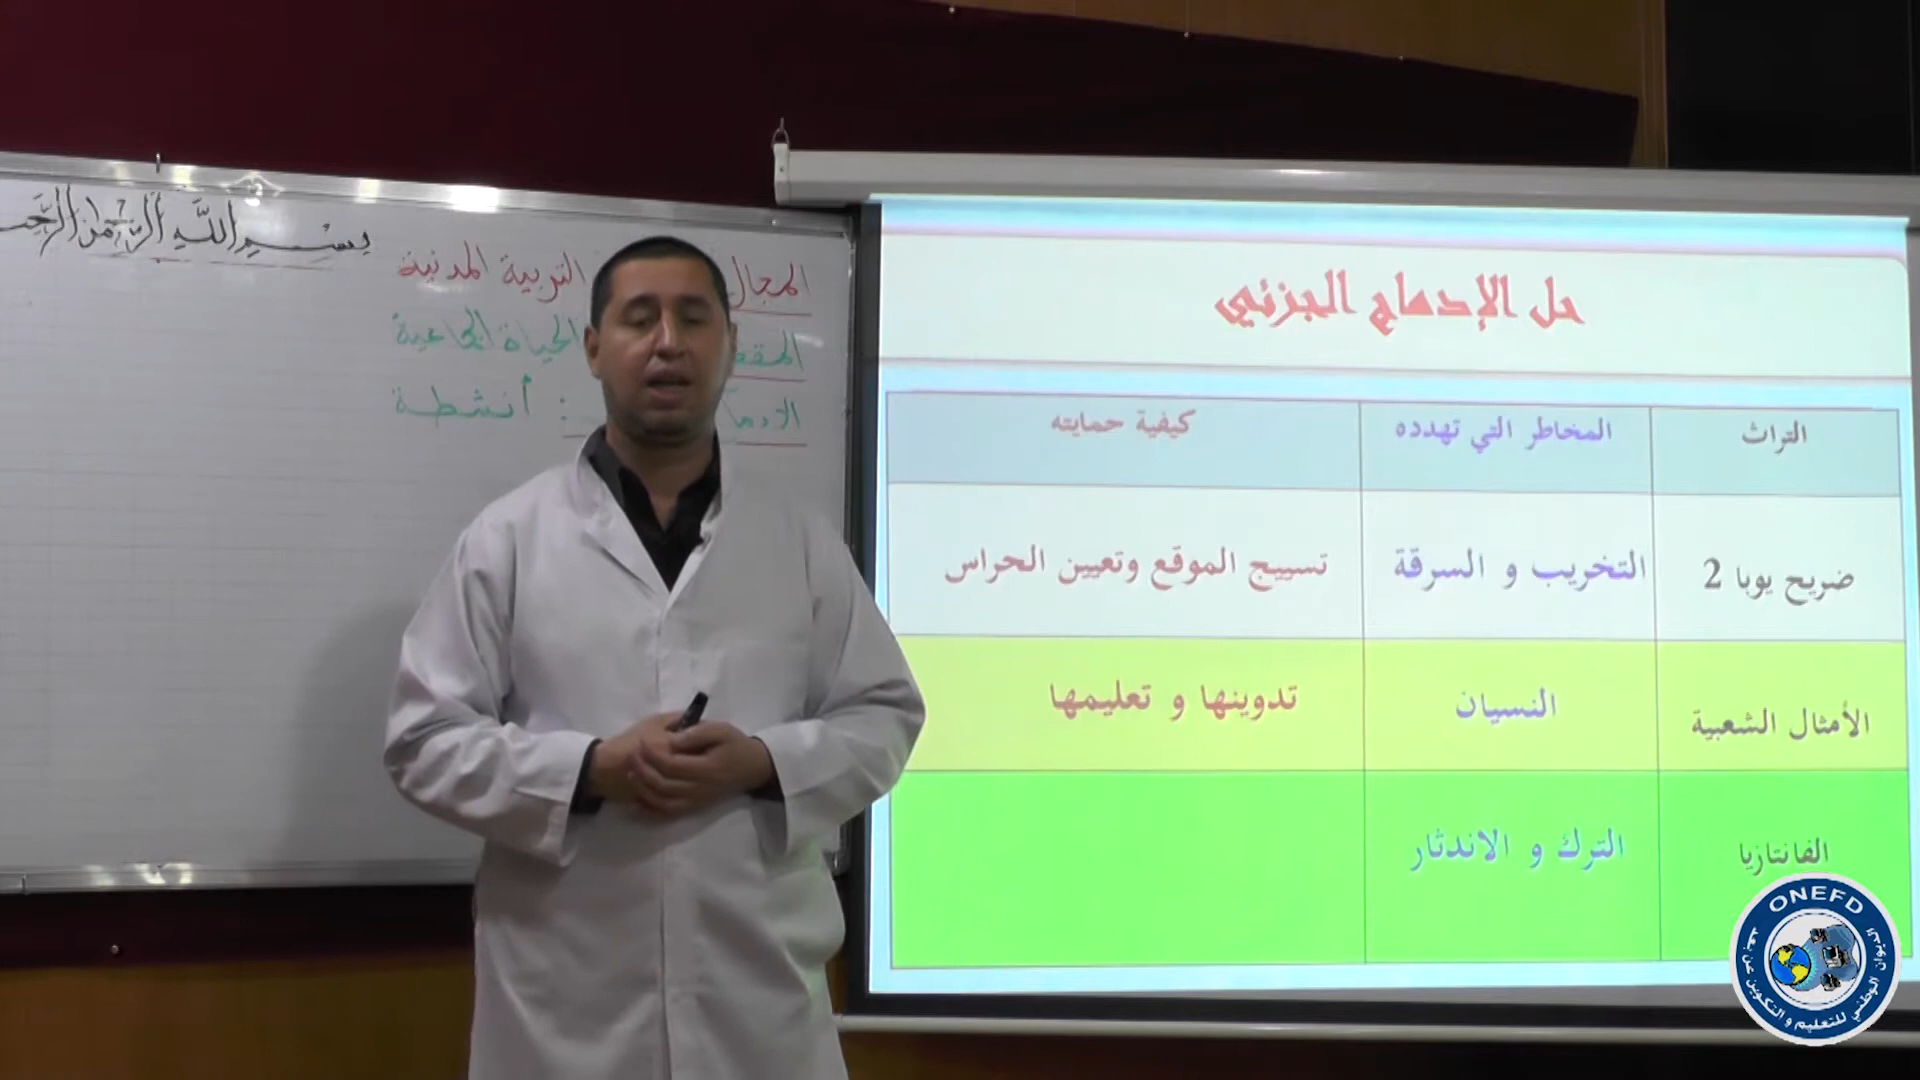 بسم الله الرحمن
المجال التربية المدنية
الحياة الجماعية
: أنشطة
حل الإدماج الجزئي
التراث المخاطر التي تهدده كيفية حمايته
ضريح يوبا 2 التخريب و السرقة تسييج الموقع وتعيين الحراس
الأمثال الشعبية النسيان تدوينها و تعليمها
الفانتازيا الترك و الاندثار
ONEFD
الديوان الوطني للتعليم و التكوين عن بعد